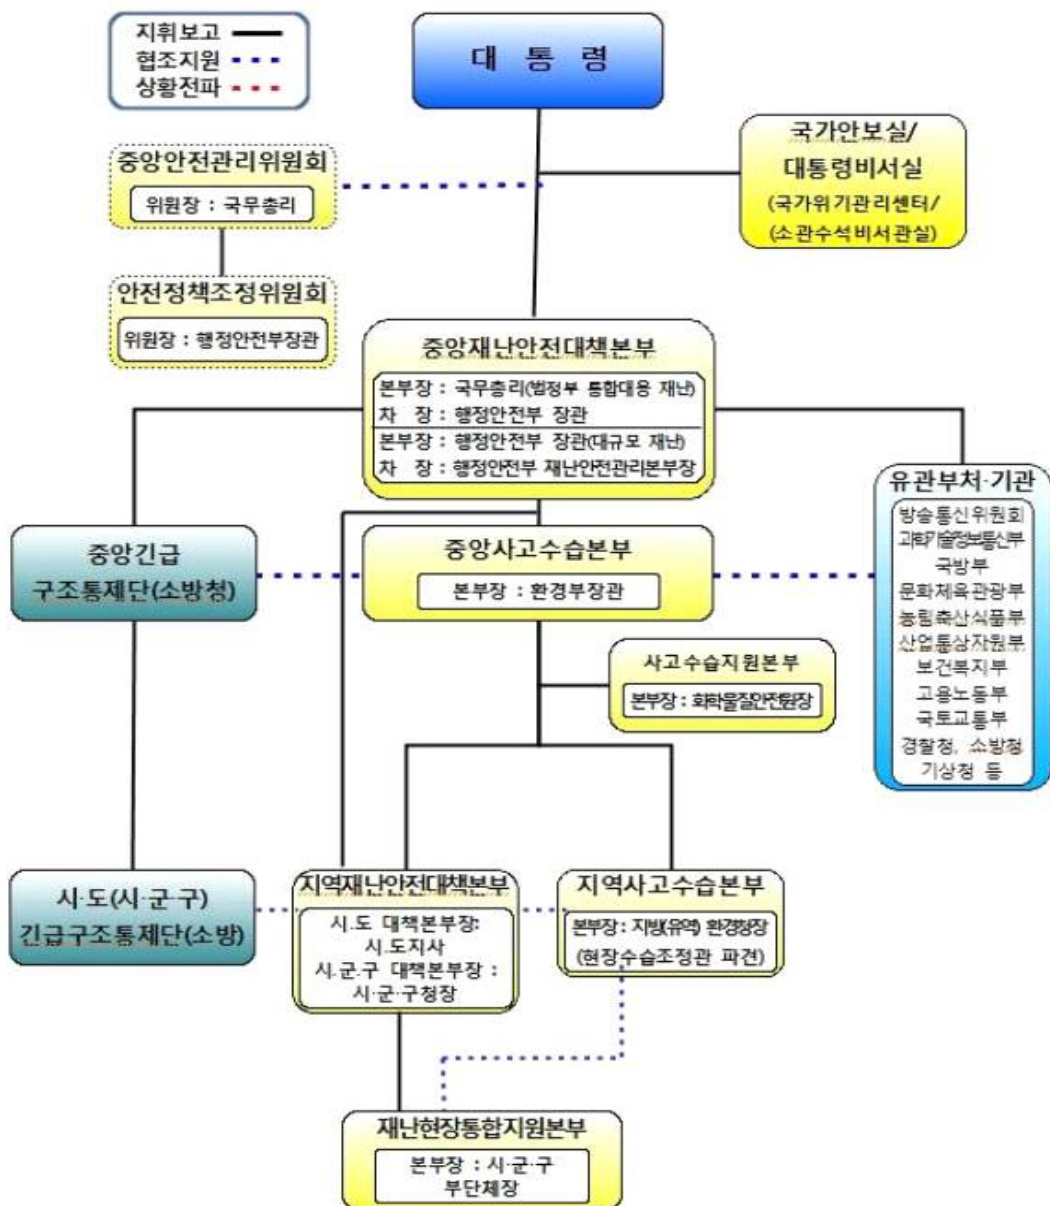 지휘보고
협조지원
상황전파
대 통 령
국가안보실/
대통령비서실
(국가위기관리센터/
(소관수석비서관실)
중앙안전관리위원회
위원장 : 국무총리
안전정책조정위원회
위원장 : 행정안전부장관
중앙재난안전대책본부
본부장 : 국무총리(범정부 통합대응 재난)
차 장 : 행정안전부 장관
본부장 : 행정안전부 장관(대규모 재난)
차 장 : 행정안전부 재난안전관리본부장
유관부처·기관
방송통신위원회
과학기술정보통신부
국방부
문화체육관광부
농림축산식품부
산업통상자원부
보건복지부
고용노동부
국토교통부
경찰청, 소방청
기상청 등
중앙긴급
구조통제단(소방청)
중앙사고수습본부
본부장 : 환경부장관
사고수습지원본부
본부장 : 화학물질안전원장
시·도(시·군·구)
긴급구조통제단(소방)
지역재난안전대책본부
시.도 대책본부장:
시.도지사
시.군.구 대책본부장 :
시·군·구청장
지역사고수습본부
본부장 : 지방(유역) 환경청장
(현장수습조정관 파견)
재난현장통합지원본부
본부장 : 시·군·구
부단체장